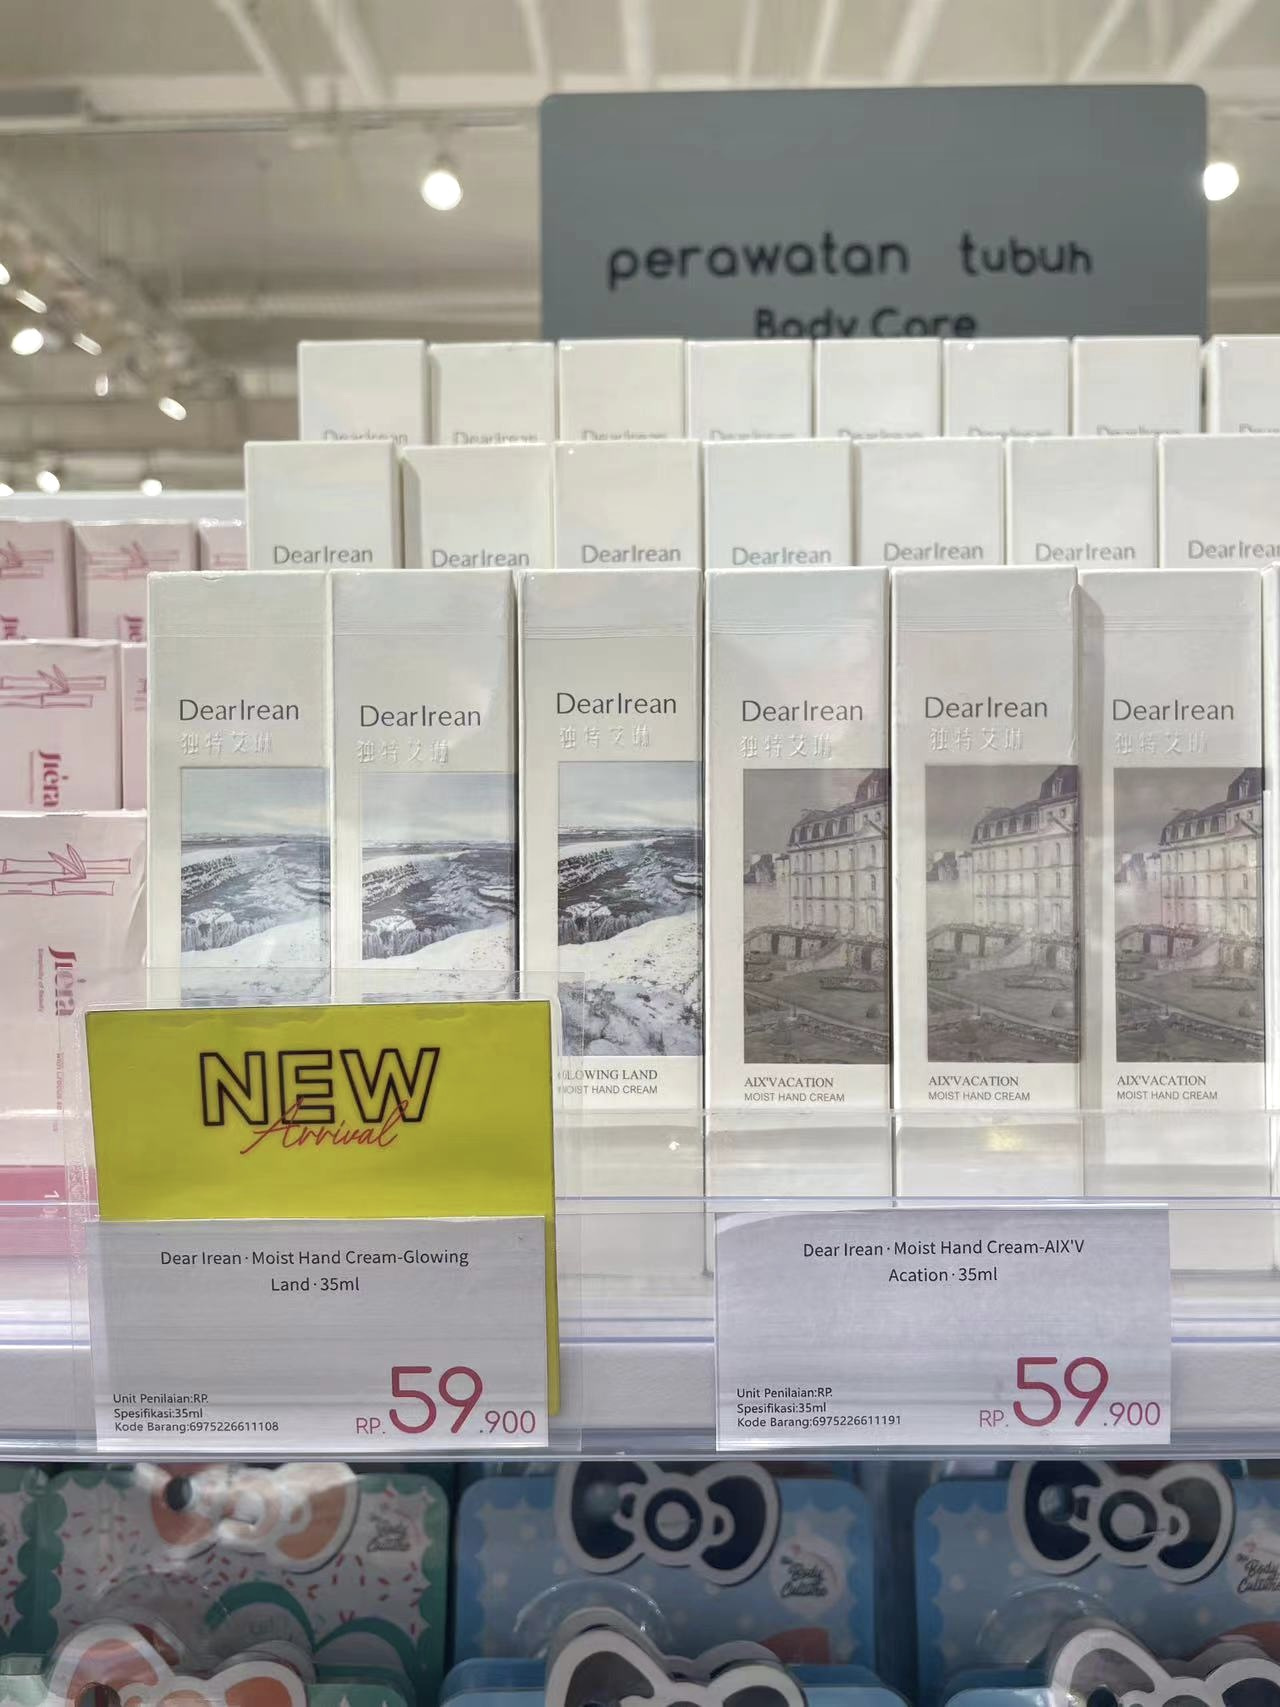 perawatan tubuh
Body Care
DearIrean
DearIrean
DearIrean
DearIrean
DearIrean
DearIrean
DearIrean
DearIrean
独特艾琳
DearIrean
独特艾琳
DearIrean
独特艾琳
DearIrean
独特艾琳
DearIrean
独特艾琳
DearIrean
独特艾琳
Jiera
Jiera
GLOWING LAND
MOIST HAND CREAM
AIX'VACATION
MOIST HAND CREAM
AIX'VACATION
MOIST HAND CREAM
AIX'VACATION
MOIST HAND CREAM
NEW
Arrival
Dear Irean·Moist Hand Cream-Glowing
Land·35ml
Unit Penilaian:RP.
Spesifikasi:35ml
Kode Barang:6975226611108
RP.59.900
Dear Irean·Moist Hand Cream-AIX'V
Acation·35ml
Unit Penilaian:RP.
Spesifikasi:35ml
Kode Barang:6975226611191
RP.59.900
Body
Culture
Body